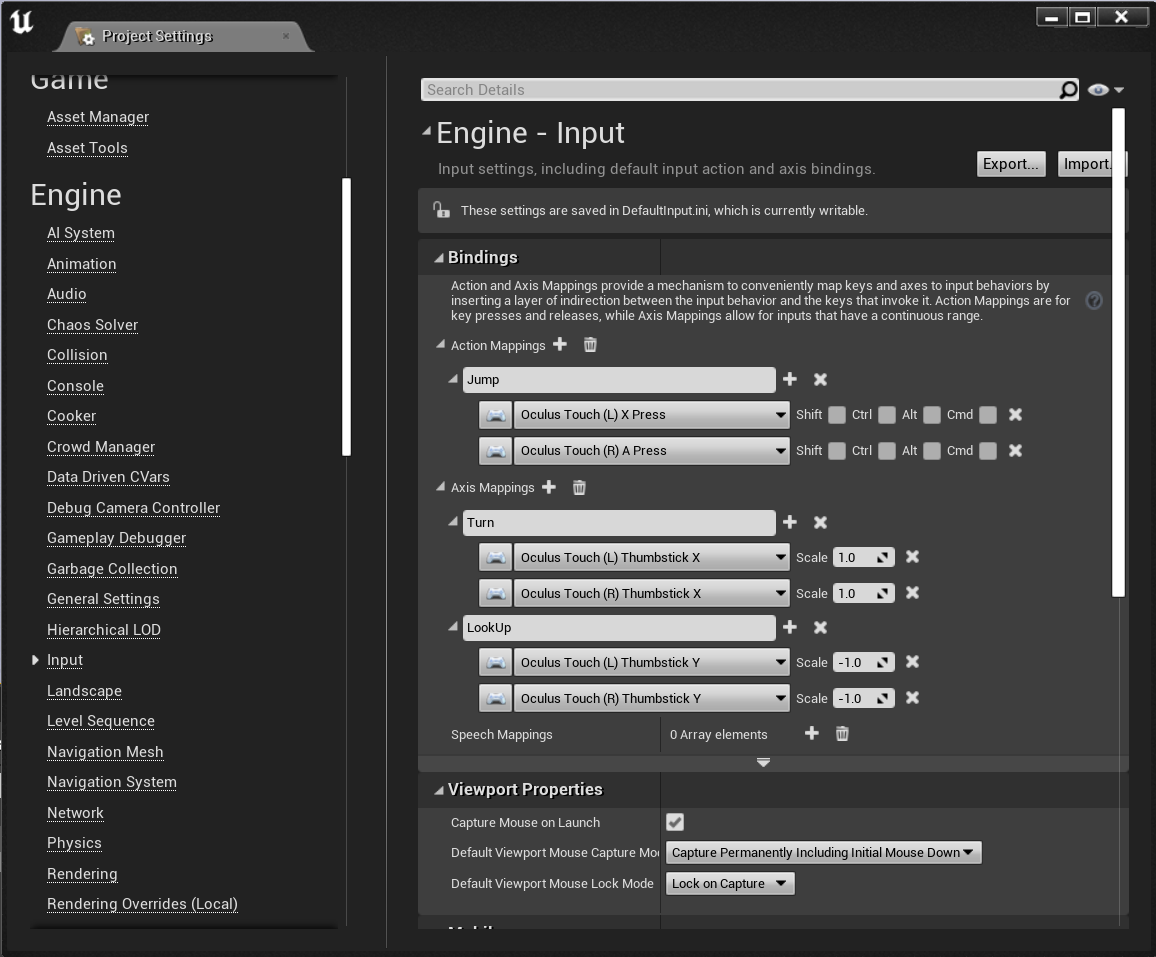 Project Settings
Game
Asset Manager
Asset Tools
Engine
AI System
Animation
Audio
Chaos Solver
Collision
Console
Cooker
Crowd Manager
Data Driven CVars
Debug Camera Controller
Gameplay Debugger
Garbage Collection
General Settings
Hierarchical LOD
Input
Landscape
Level Sequence
Navigation Mesh
Navigation System
Network
Physics
Rendering
Rendering Overrides (Local)
Search Details
Engine - Input
Input settings, including default input action and axis bindings.
Export... Import.
These settings are saved in DefaultInput.ini, which is currently writable.
Bindings
Action and Axis Mappings provide a mechanism to conveniently map keys and axes to input behaviors by
inserting a layer of indirection between the input behavior and the keys that invoke it. Action Mappings are for
key presses and releases, while Axis Mappings allow for inputs that have a continuous range.
Action Mappings
Jump
Oculus Touch (L) X Press Shift Ctrl Alt Cmd
Oculus Touch (R) A Press Shift Ctrl Alt Cmd
Axis Mappings
Turn
Oculus Touch (L) Thumbstick X Scale 1.0
Oculus Touch (R) Thumbstick X Scale 1.0
LookUp
Oculus Touch (L) Thumbstick Y Scale -1.0
Oculus Touch (R) Thumbstick Y Scale -1.0
Speech Mappings 0 Array elements
Viewport Properties
Capture Mouse on Launch
Default Viewport Mouse Capture Mo Capture Permanently Including Initial Mouse Down
Default Viewport Mouse Lock Mode Lock on Capture